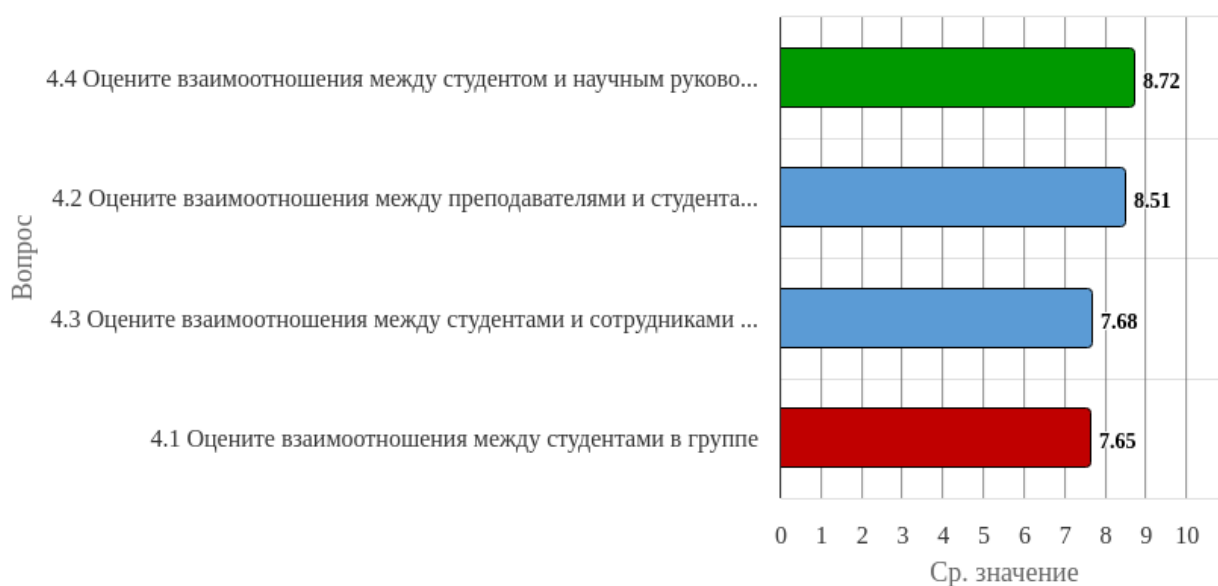 4.4 Оцените взаимоотношения между студентом и научным руково...
8.72
4.2 Оцените взаимоотношения между преподавателями и студента...
8.51
4.3 Оцените взаимоотношения между студентами и сотрудниками ...
7.68
4.1 Оцените взаимоотношения между студентами в группе
7.65
Вопрос
0 1 2 3 4 5 6 7 8 9 10
Ср. значение